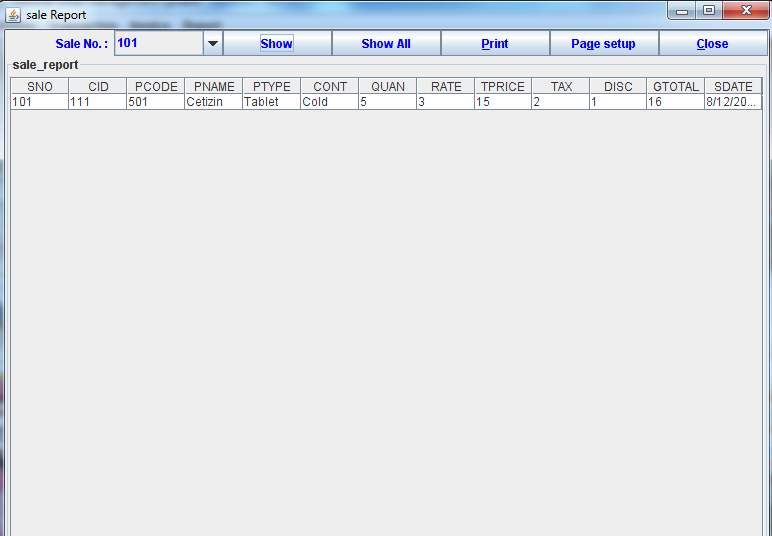 sale Report
Sale No. : 101 Show Show All Print Page setup Close
sale_report
SNO CID PCODE PNAME PTYPE CONT QUAN RATE TPRICE TAX DISC GTOTAL SDATE
101 111 501 Cetizin Tablet Cold 5 3 15 2 1 16 8/12/20...